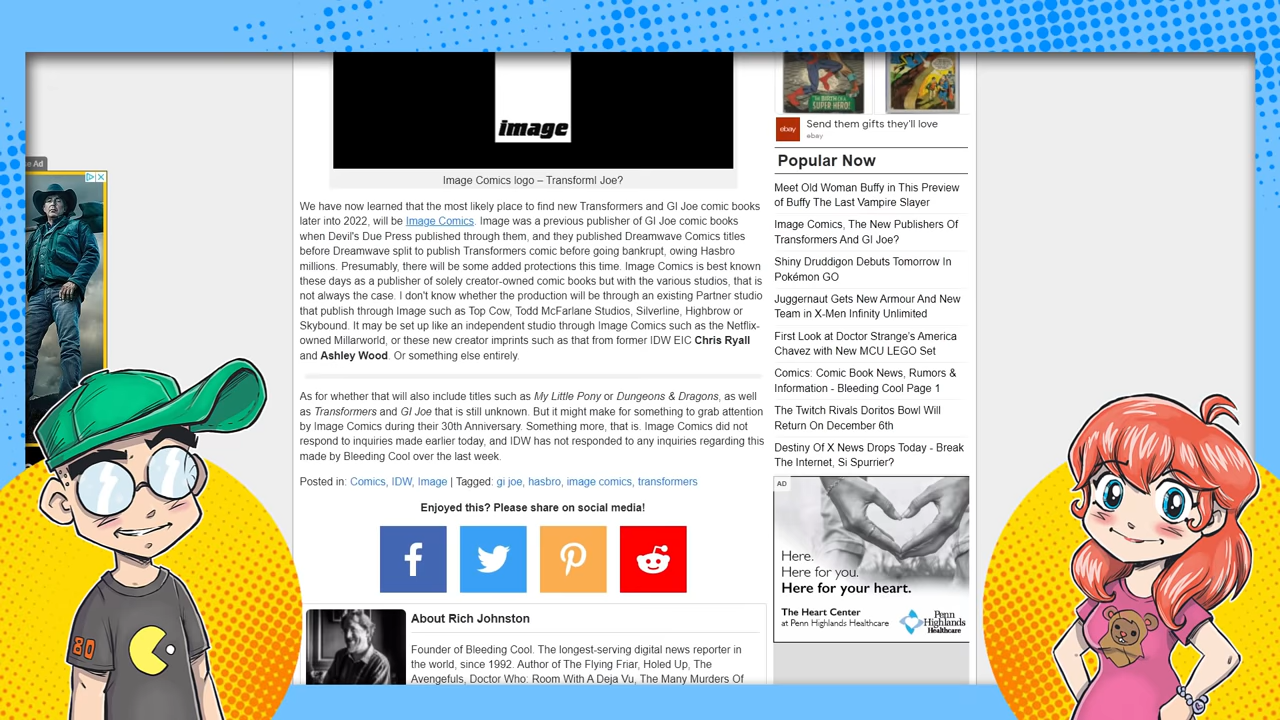 image
Image Comics logo – Transforml Joe?
We have now learned that the most likely place to find new Transformers and GI Joe comic books
later into 2022, will be Image Comics. Image was a previous publisher of GI Joe comic books
when Devil's Due Press published through them, and they published Dreamwave Comics titles
before Dreamwave split to publish Transformers comic before going bankrupt, owing Hasbro
millions. Presumably, there will be some added protections this time. Image Comics is best known
these days as a publisher of solely creator-owned comic books but with the various studios, that is
not always the case. I don't know whether the production will be through an existing Partner studio
that publish through Image such as Top Cow, Todd McFarlane Studios, Silverline, Highbrow or
Skybound. It may be set up like an independent studio through Image Comics such as the Netflix-
owned Millarworld, or these new creator imprints such as that from former IDW EIC Chris Ryall
and Ashley Wood. Or something else entirely.
As for whether that will also include titles such as My Little Pony or Dungeons & Dragons, as well
as Transformers and GI Joe that is still unknown. But it might make for something to grab attention
by Image Comics during their 30th Anniversary. Something more, that is. Image Comics did not
respond to inquiries made earlier today, and IDW has not responded to any inquiries regarding this
made by Bleeding Cool over the last week.
Posted in: Comics, IDW, Image | Tagged: gi joe, hasbro, image comics, transformers
Enjoyed this? Please share on social media!
About Rich Johnston
Founder of Bleeding Cool. The longest-serving digital news reporter in
the world, since 1992. Author of The Flying Friar, Holed Up, The
Avengefuls, Doctor Who: Room With A Deja Vu, The Many Murders Of
THE BIRTH OF A
SUPER HERO!
ebay
Send them gifts they'll love
ebay
Popular Now
Meet Old Woman Buffy in This Preview
of Buffy The Last Vampire Slayer
Image Comics, The New Publishers Of
Transformers And GI Joe?
Shiny Druddigon Debuts Tomorrow In
Pokémon GO
Juggernaut Gets New Armour And New
Team in X-Men Infinity Unlimited
First Look at Doctor Strange's America
Chavez with New MCU LEGO Set
Comics: Comic Book News, Rumors &
Information - Bleeding Cool Page 1
The Twitch Rivals Doritos Bowl Will
Return On December 6th
Destiny Of X News Drops Today - Break
The Internet, Si Spurrier?
AD
Here.
Here for you.
Here for your heart.
The Heart Center
at Penn Highlands Healthcare
Penn
Highlands
Healthcare
e Ad
80